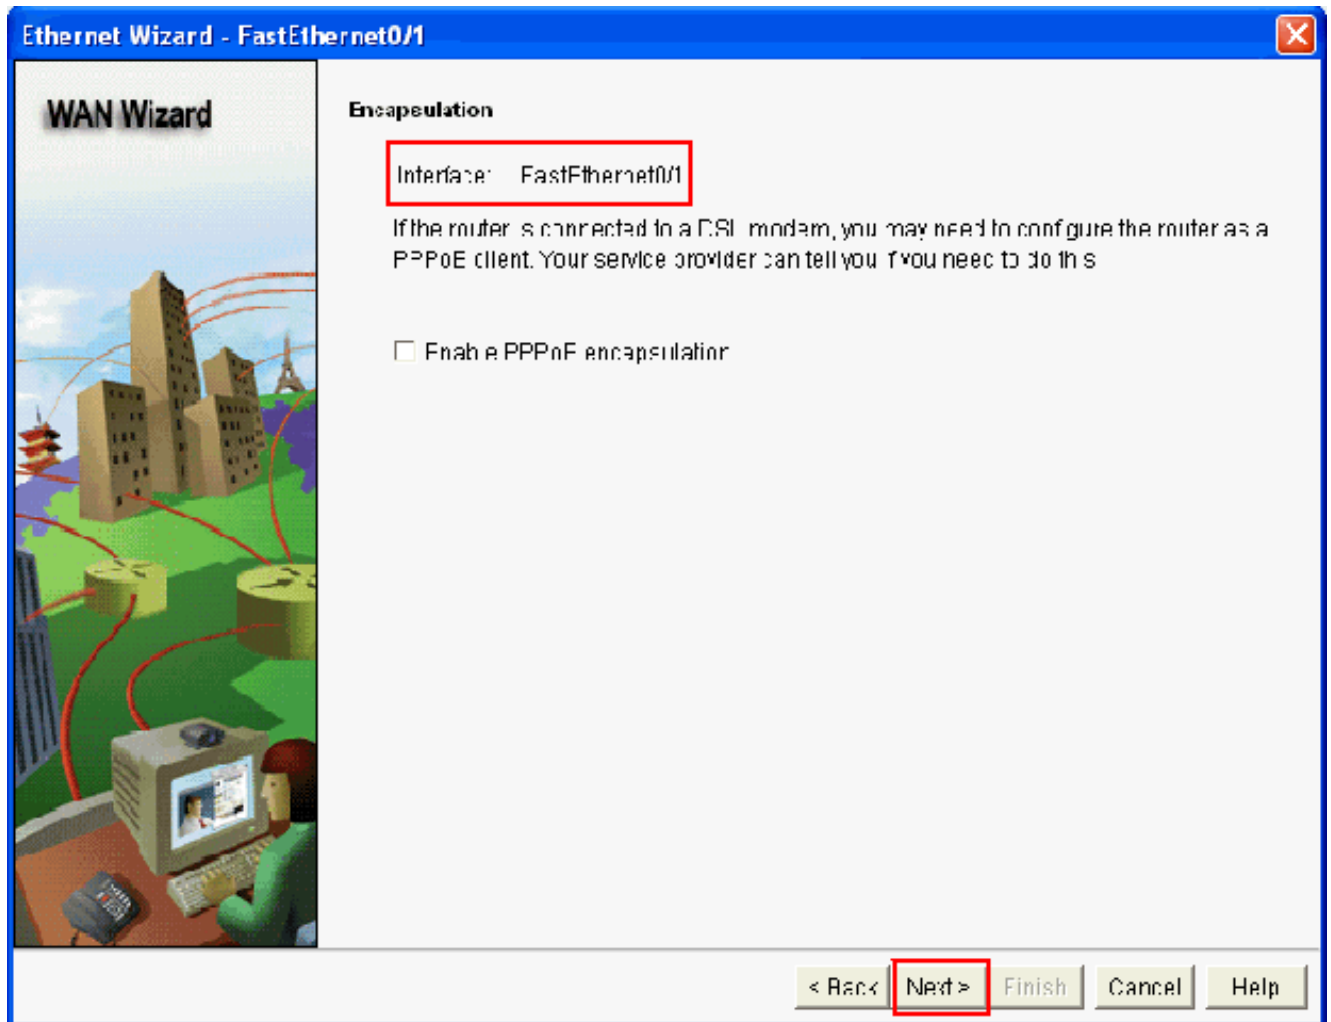 Ethernet Wizard - FastEthernet0/1
WAN Wizard
Encapsulation
Interface: FastEthernet0/1
If the router is connected to a DSL modem, you may need to configure the router as a
PPPoE client. Your service provider can tell you if you need to do this
Enable PPPoE encapsulation
< Back Next > Finish Cancel Help